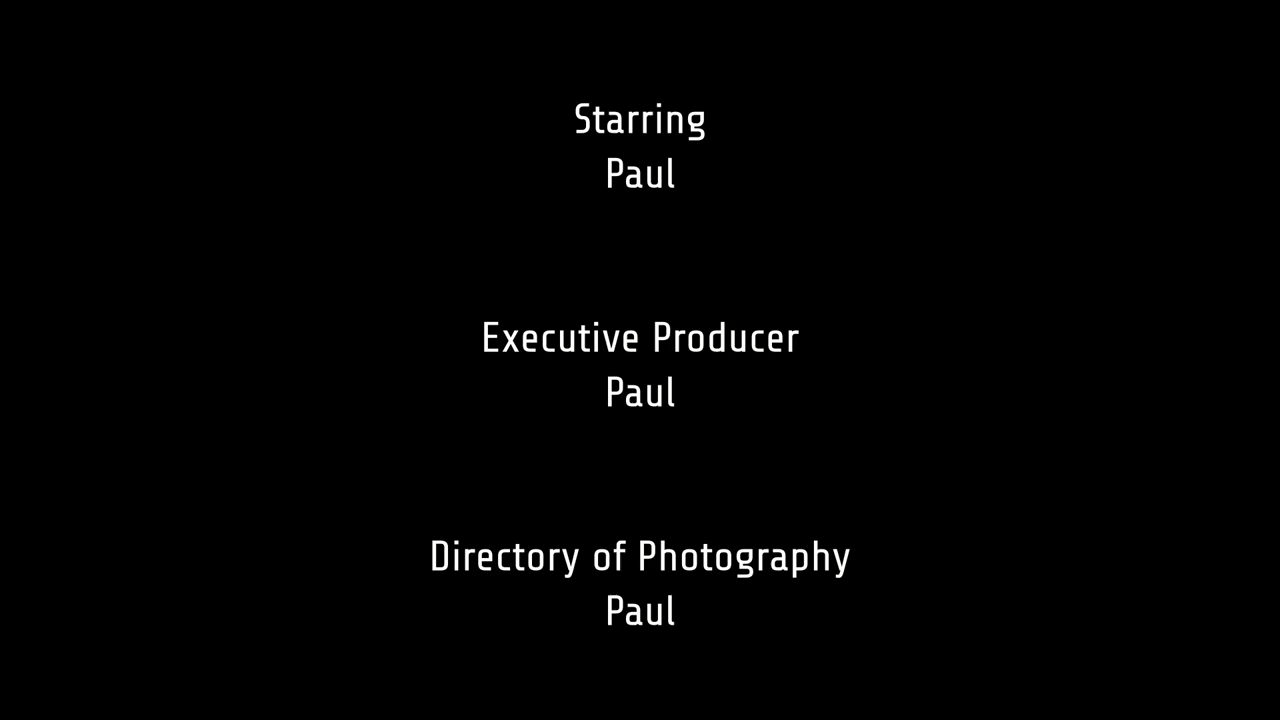 Starring
Paul
Executive Producer
Paul
Directory of Photography
Paul